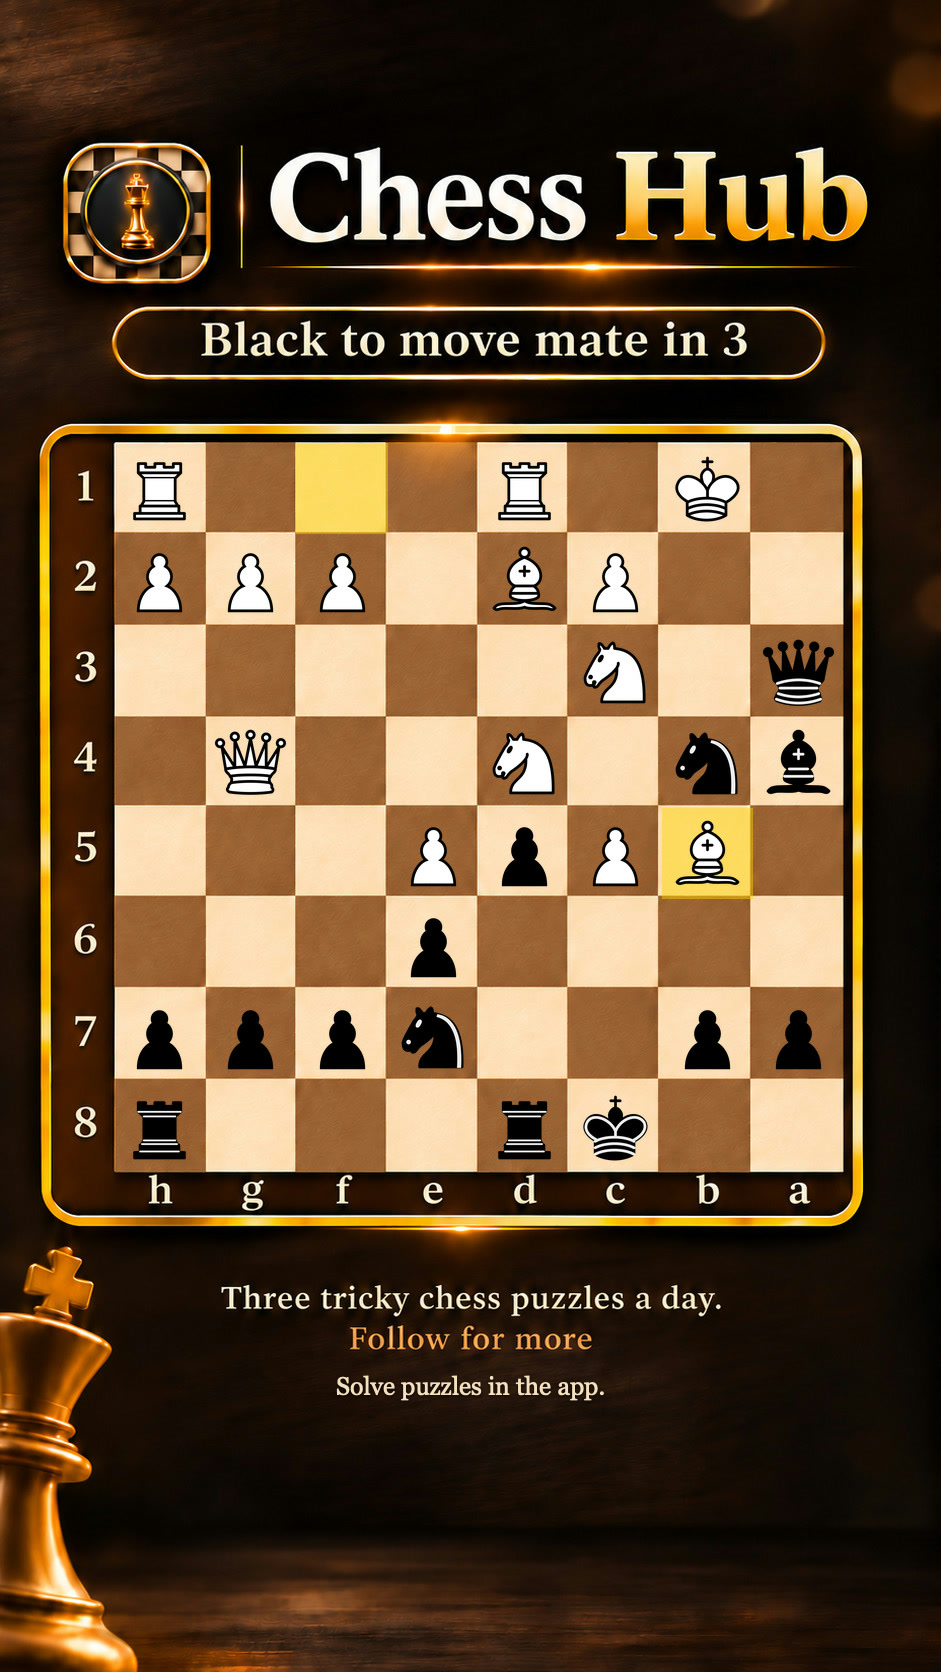 Chess Hub
Black to move mate in 3
1
2
3
4
5
6
7
8
h g f e d c b a
Three tricky chess puzzles a day.
Follow for more
Solve puzzles in the app.